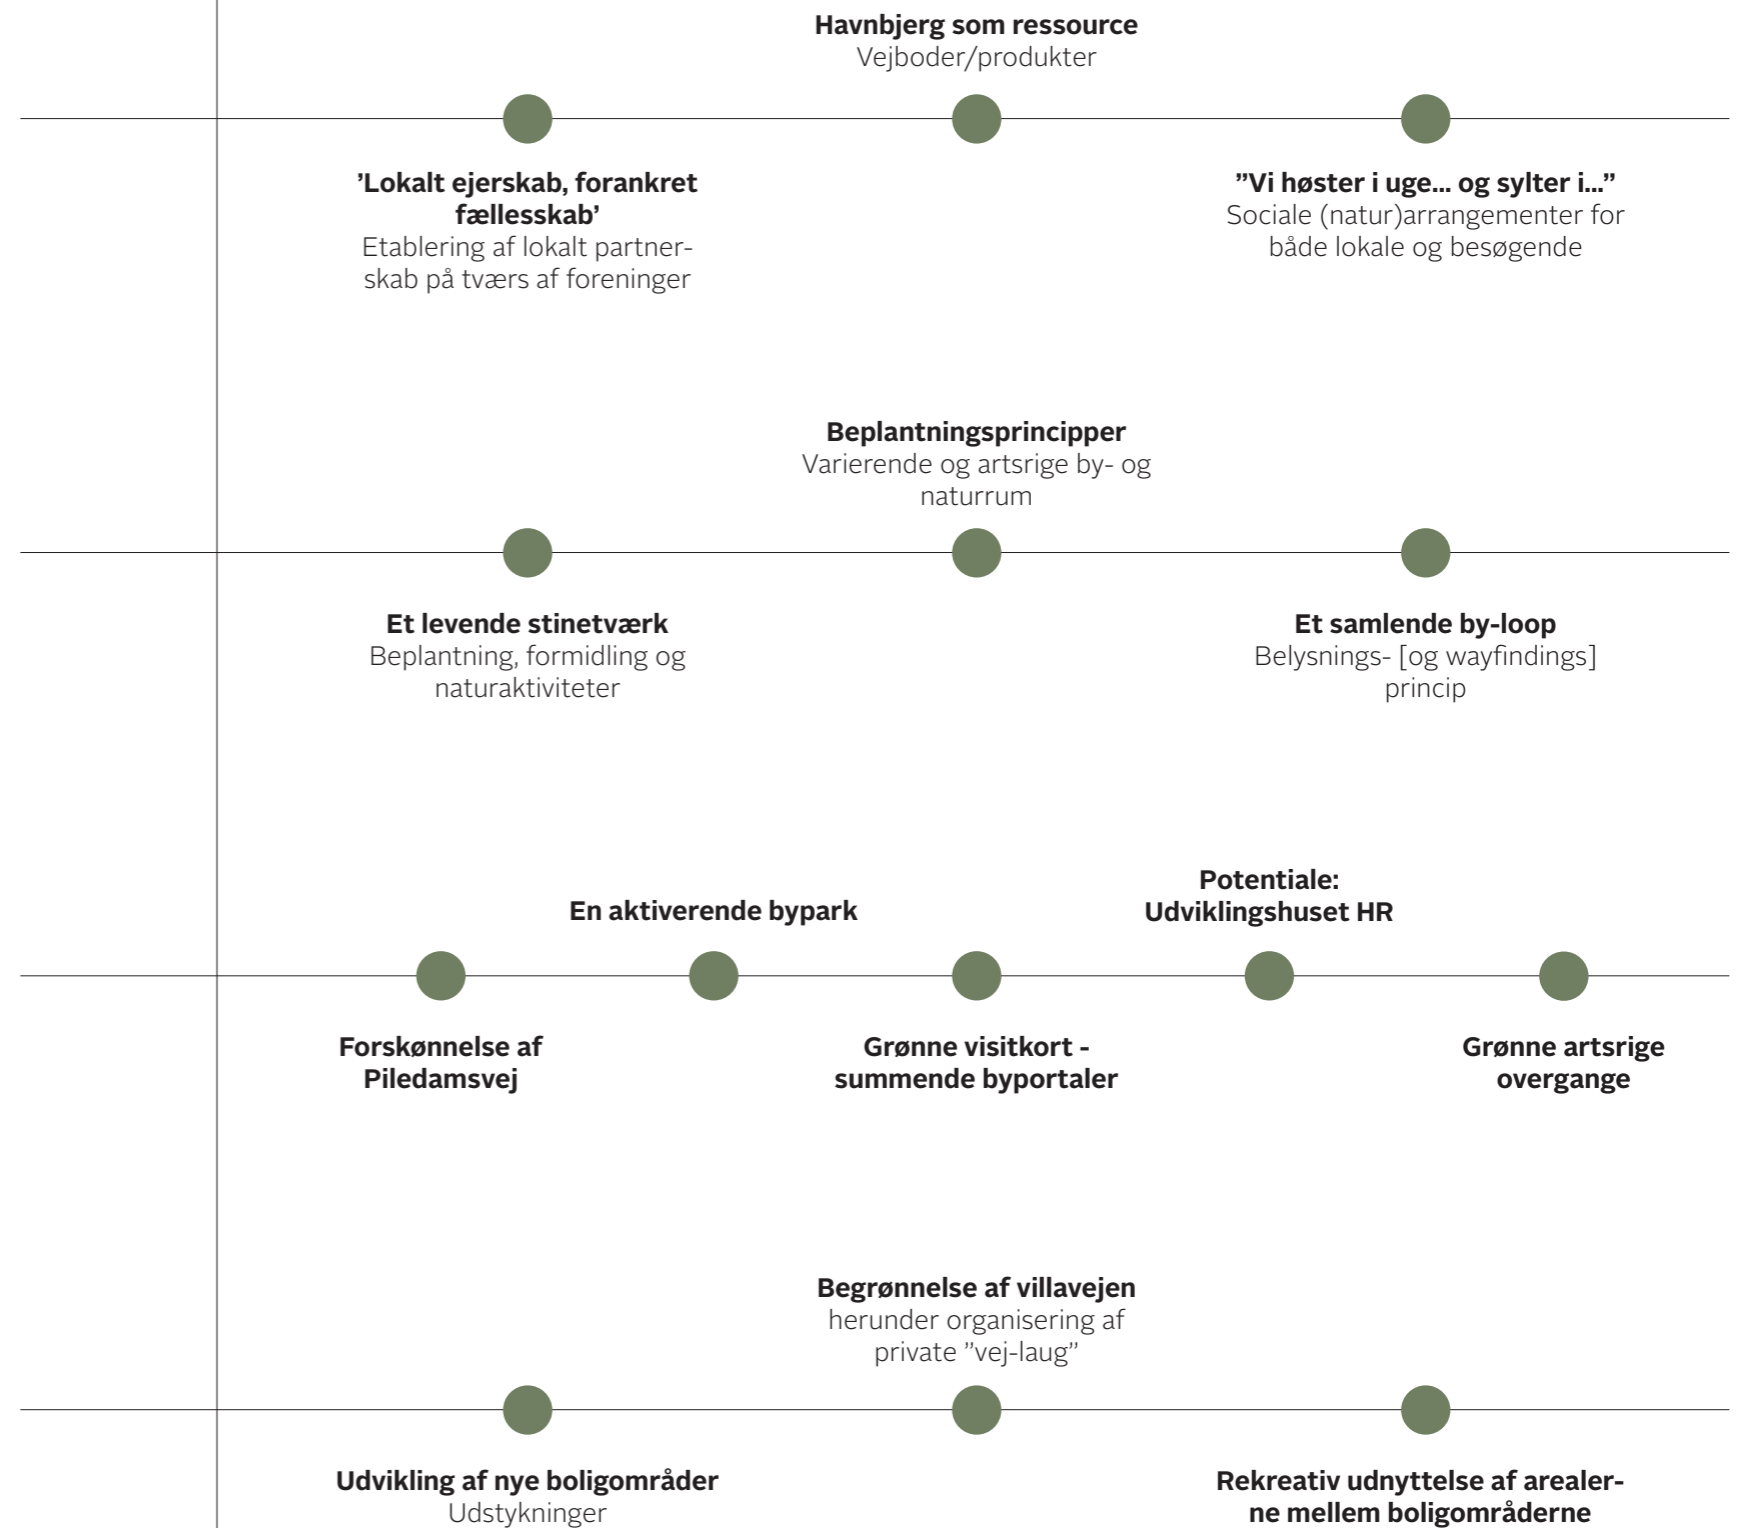 Havnbjerg som ressource
Vejboder/produkter
’Lokalt ejerskab, forankret
fællesskab’
Etablering af lokalt partner-
skab på tværs af foreninger
”Vi høster i uge... og sylter i...”
Sociale (natur)arrangementer for
både lokale og besøgende
Beplantningsprincipper
Varierende og artsrige by- og
naturrum
Et levende stinetværk
Beplantning, formidling og
naturaktiviteter
Et samlende by-loop
Belysnings- [og wayfindings]
princip
En aktiverende bypark
Potentiale:
Udviklingshuset HR
Forskønnelse af
Piledamsvej
Grønne visitkort -
summende byportaler
Grønne artsrige
overgange
Begrønnelse af villavejen
herunder organisering af
private ”vej-laug”
Udvikling af nye boligområder
Udstykninger
Rekreativ udnyttelse af arealer-
ne mellem boligområderne